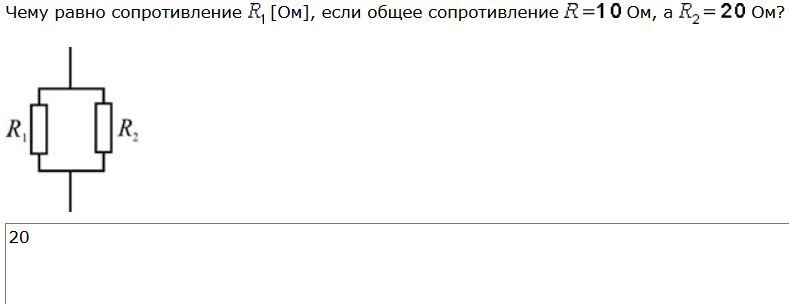 Чему равно сопротивление R₁ [Ом], если общее сопротивление R=10 Ом, а R₂= 20 Ом?
R₁ R₂
20